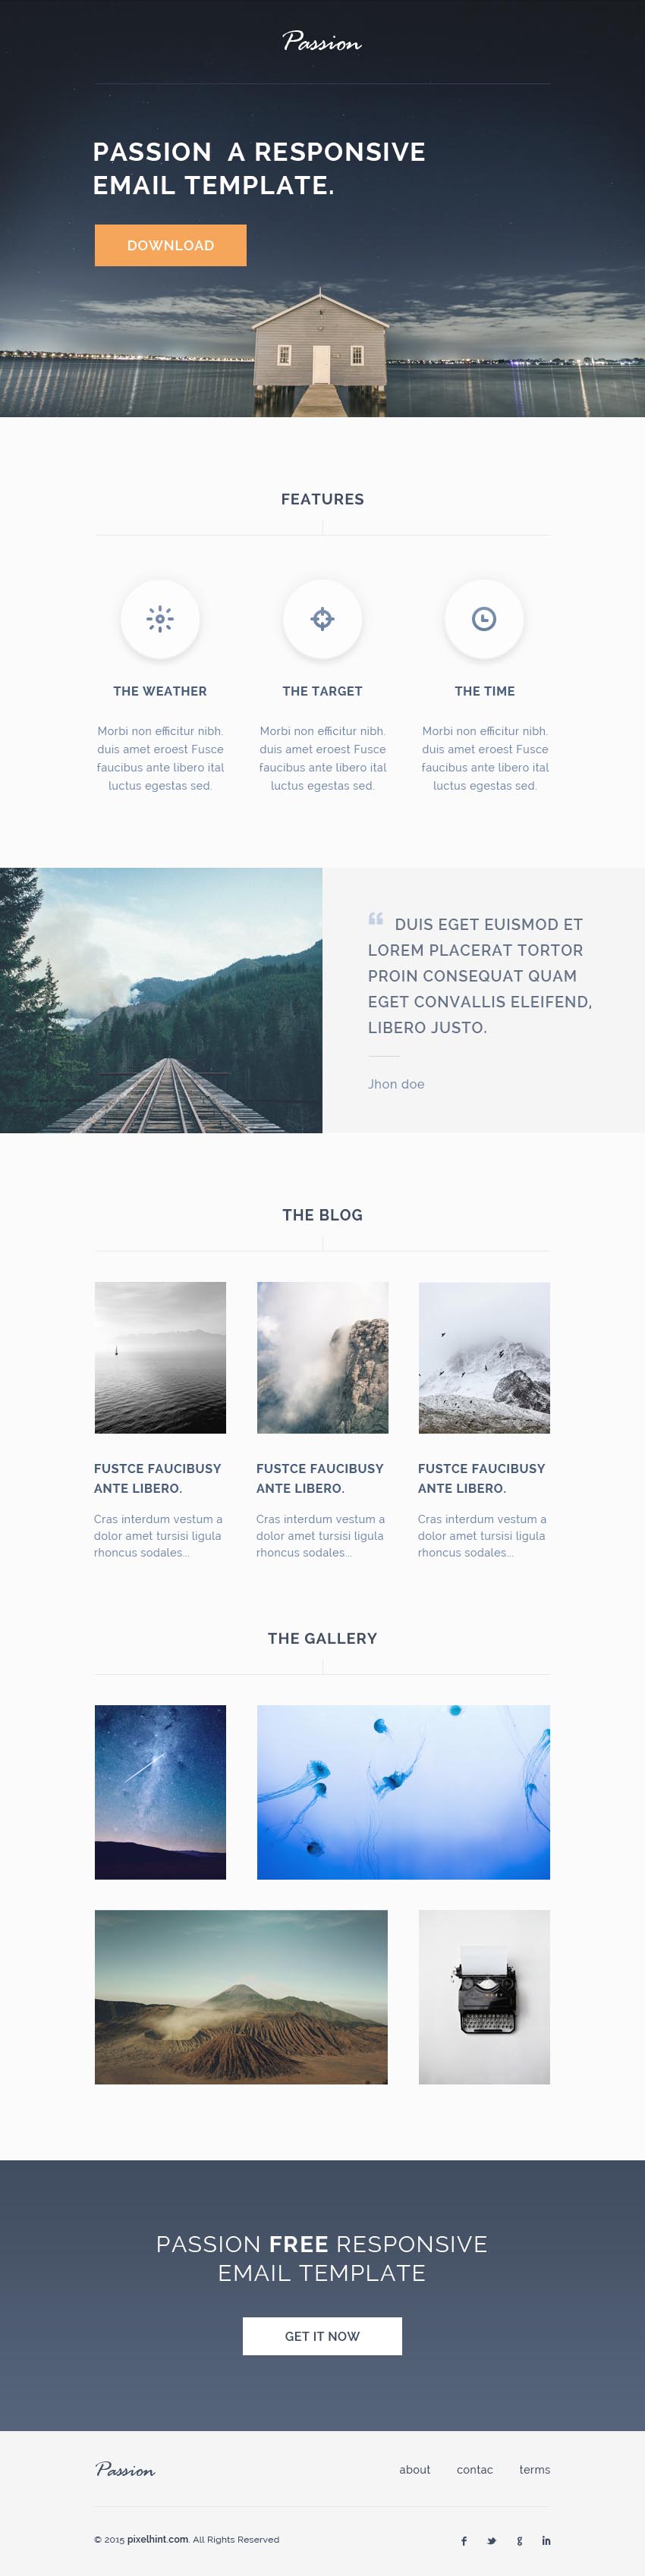 Passion
PASSION A RESPONSIVE
EMAIL TEMPLATE.
DOWNLOAD
FEATURES
THE WEATHER
Morbi non efficitur nibh.
duis amet eroest Fusce
faucibus ante libero ital
luctus egestas sed.
THE TARGET
Morbi non efficitur nibh.
duis amet eroest Fusce
faucibus ante libero ital
luctus egestas sed.
THE TIME
Morbi non efficitur nibh.
duis amet eroest Fusce
faucibus ante libero ital
luctus egestas sed.
“ DUIS EGET EUISMOD ET
LOREM PLACERAT TORTOR
PROIN CONSEQUAT QUAM
EGET CONVALLIS ELEIFEND,
LIBERO JUSTO.
Jhon doe
THE BLOG
FUSTCE FAUCIBUSY
ANTE LIBERO.
Cras interdum vestum a
dolor amet tursisi ligula
rhoncus sodales...
FUSTCE FAUCIBUSY
ANTE LIBERO.
Cras interdum vestum a
dolor amet tursisi ligula
rhoncus sodales...
FUSTCE FAUCIBUSY
ANTE LIBERO.
Cras interdum vestum a
dolor amet tursisi ligula
rhoncus sodales...
THE GALLERY
PASSION FREE RESPONSIVE
EMAIL TEMPLATE
GET IT NOW
Passion
about contac terms
© 2015 pixelhint.com. All Rights Reserved